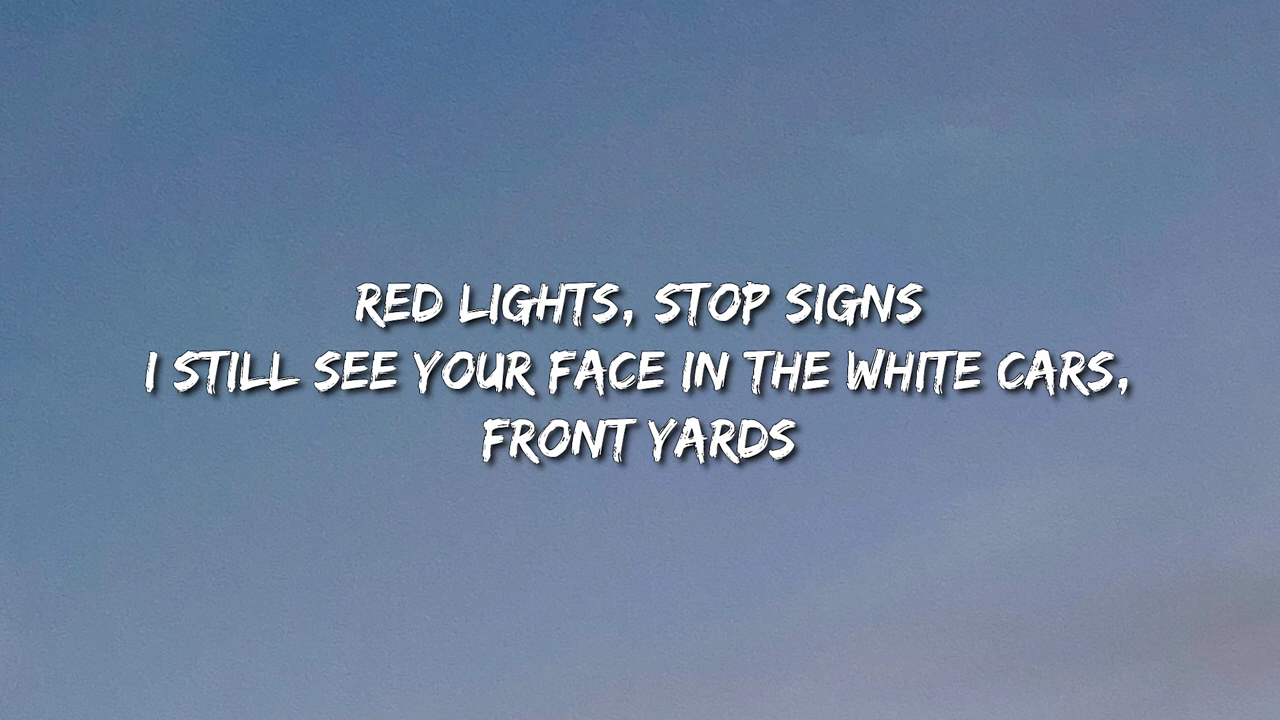 RED LIGHTS, STOP SIGNS
I STILL SEE YOUR FACE IN THE WHITE CARS,
FRONT YARDS